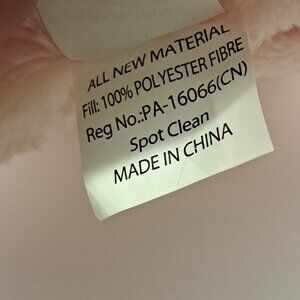 ALL NEW MATERIAL
Fill: 100% POLYESTER FIBRE
Reg No.:PA-16066(CN)
Spot Clean
MADE IN CHINA